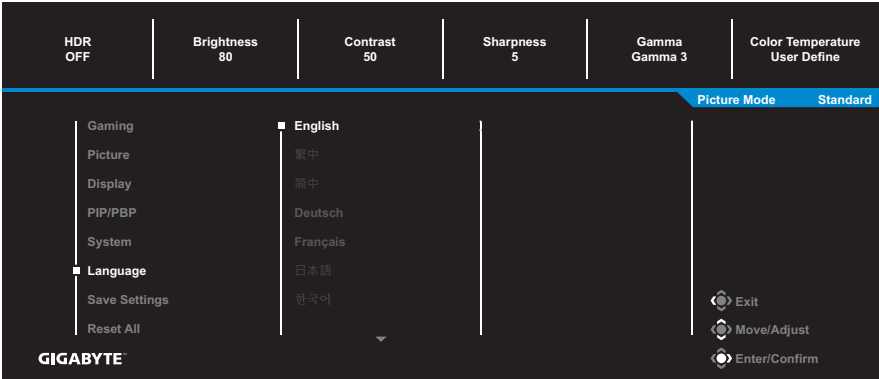 HDR
OFF
Brightness
80
Contrast
50
Sharpness
5
Gamma
Gamma 3
Color Temperature
User Define
Picture Mode Standard
Gaming
Picture
Display
PIP/PBP
System
Language
Save Settings
Reset All
English
繁中
简中
Deutsch
Français
日本語
한국어
Exit
Move/Adjust
Enter/Confirm
GIGABYTE™